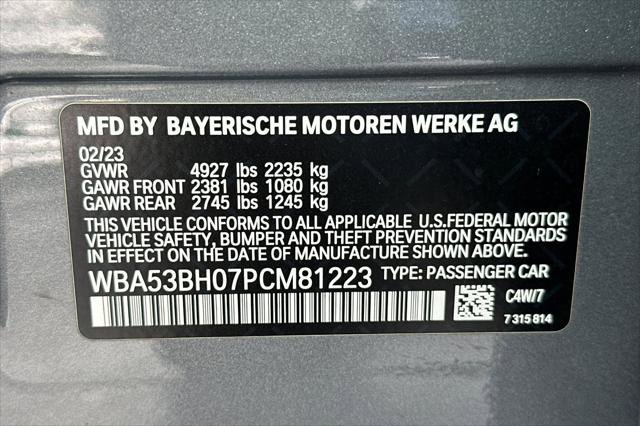 MFD BY BAYERISCHE MOTOREN WERKE AG
02/23
GVWR 4927 lbs 2235 kg
GAWR FRONT 2381 lbs 1080 kg
GAWR REAR 2745 lbs 1245 kg
THIS VEHICLE CONFORMS TO ALL APPLICABLE U.S.FEDERAL MOTOR
VEHICLE SAFETY, BUMPER AND THEFT PREVENTION STANDARDS
IN EFFECT ON THE DATE OF MANUFACTURE SHOWN ABOVE.
WBA53BH07PCM81223 TYPE: PASSENGER CAR
C4W/7
7 315 814